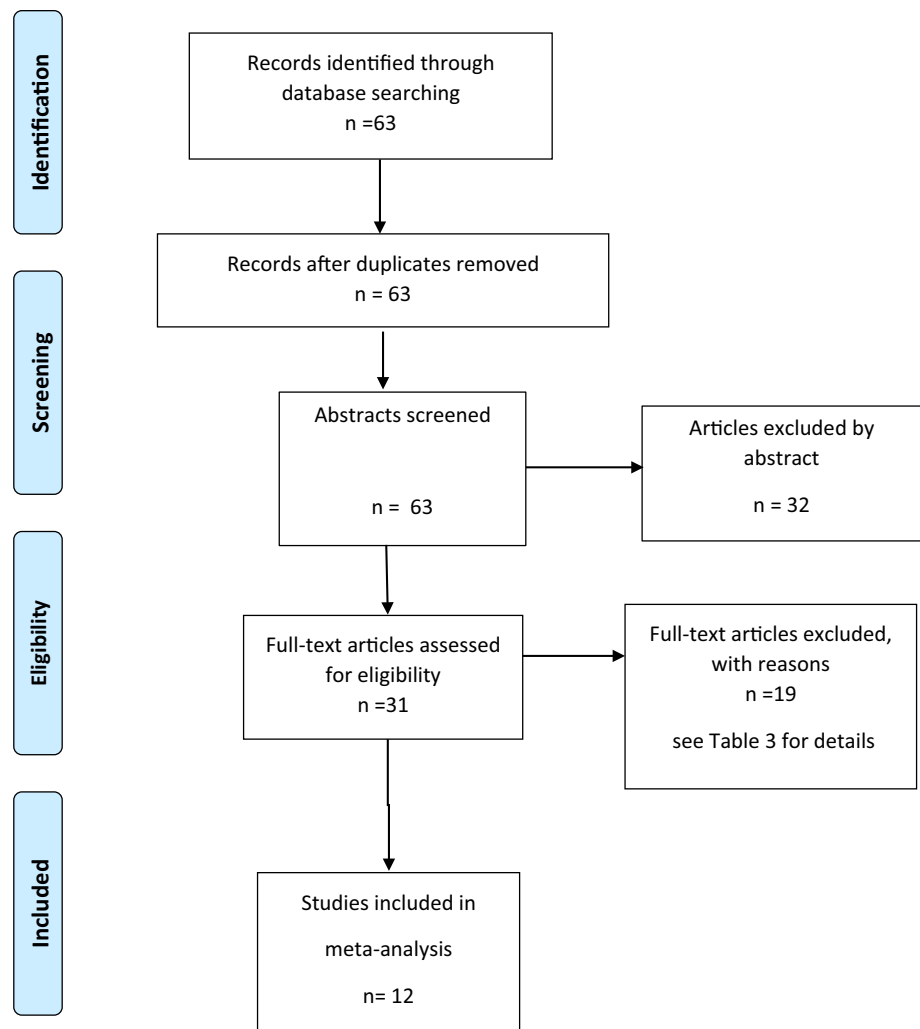 Identification
Records identified through
database searching
n =63
Records after duplicates removed
n = 63
Screening
Abstracts screened
n =  63
Articles excluded by
abstract
n = 32
Eligibility
Full-text articles assessed
for eligibility
n =31
Full-text articles excluded,
with reasons
n =19
see Table 3 for details
Included
Studies included in
meta-analysis
n= 12